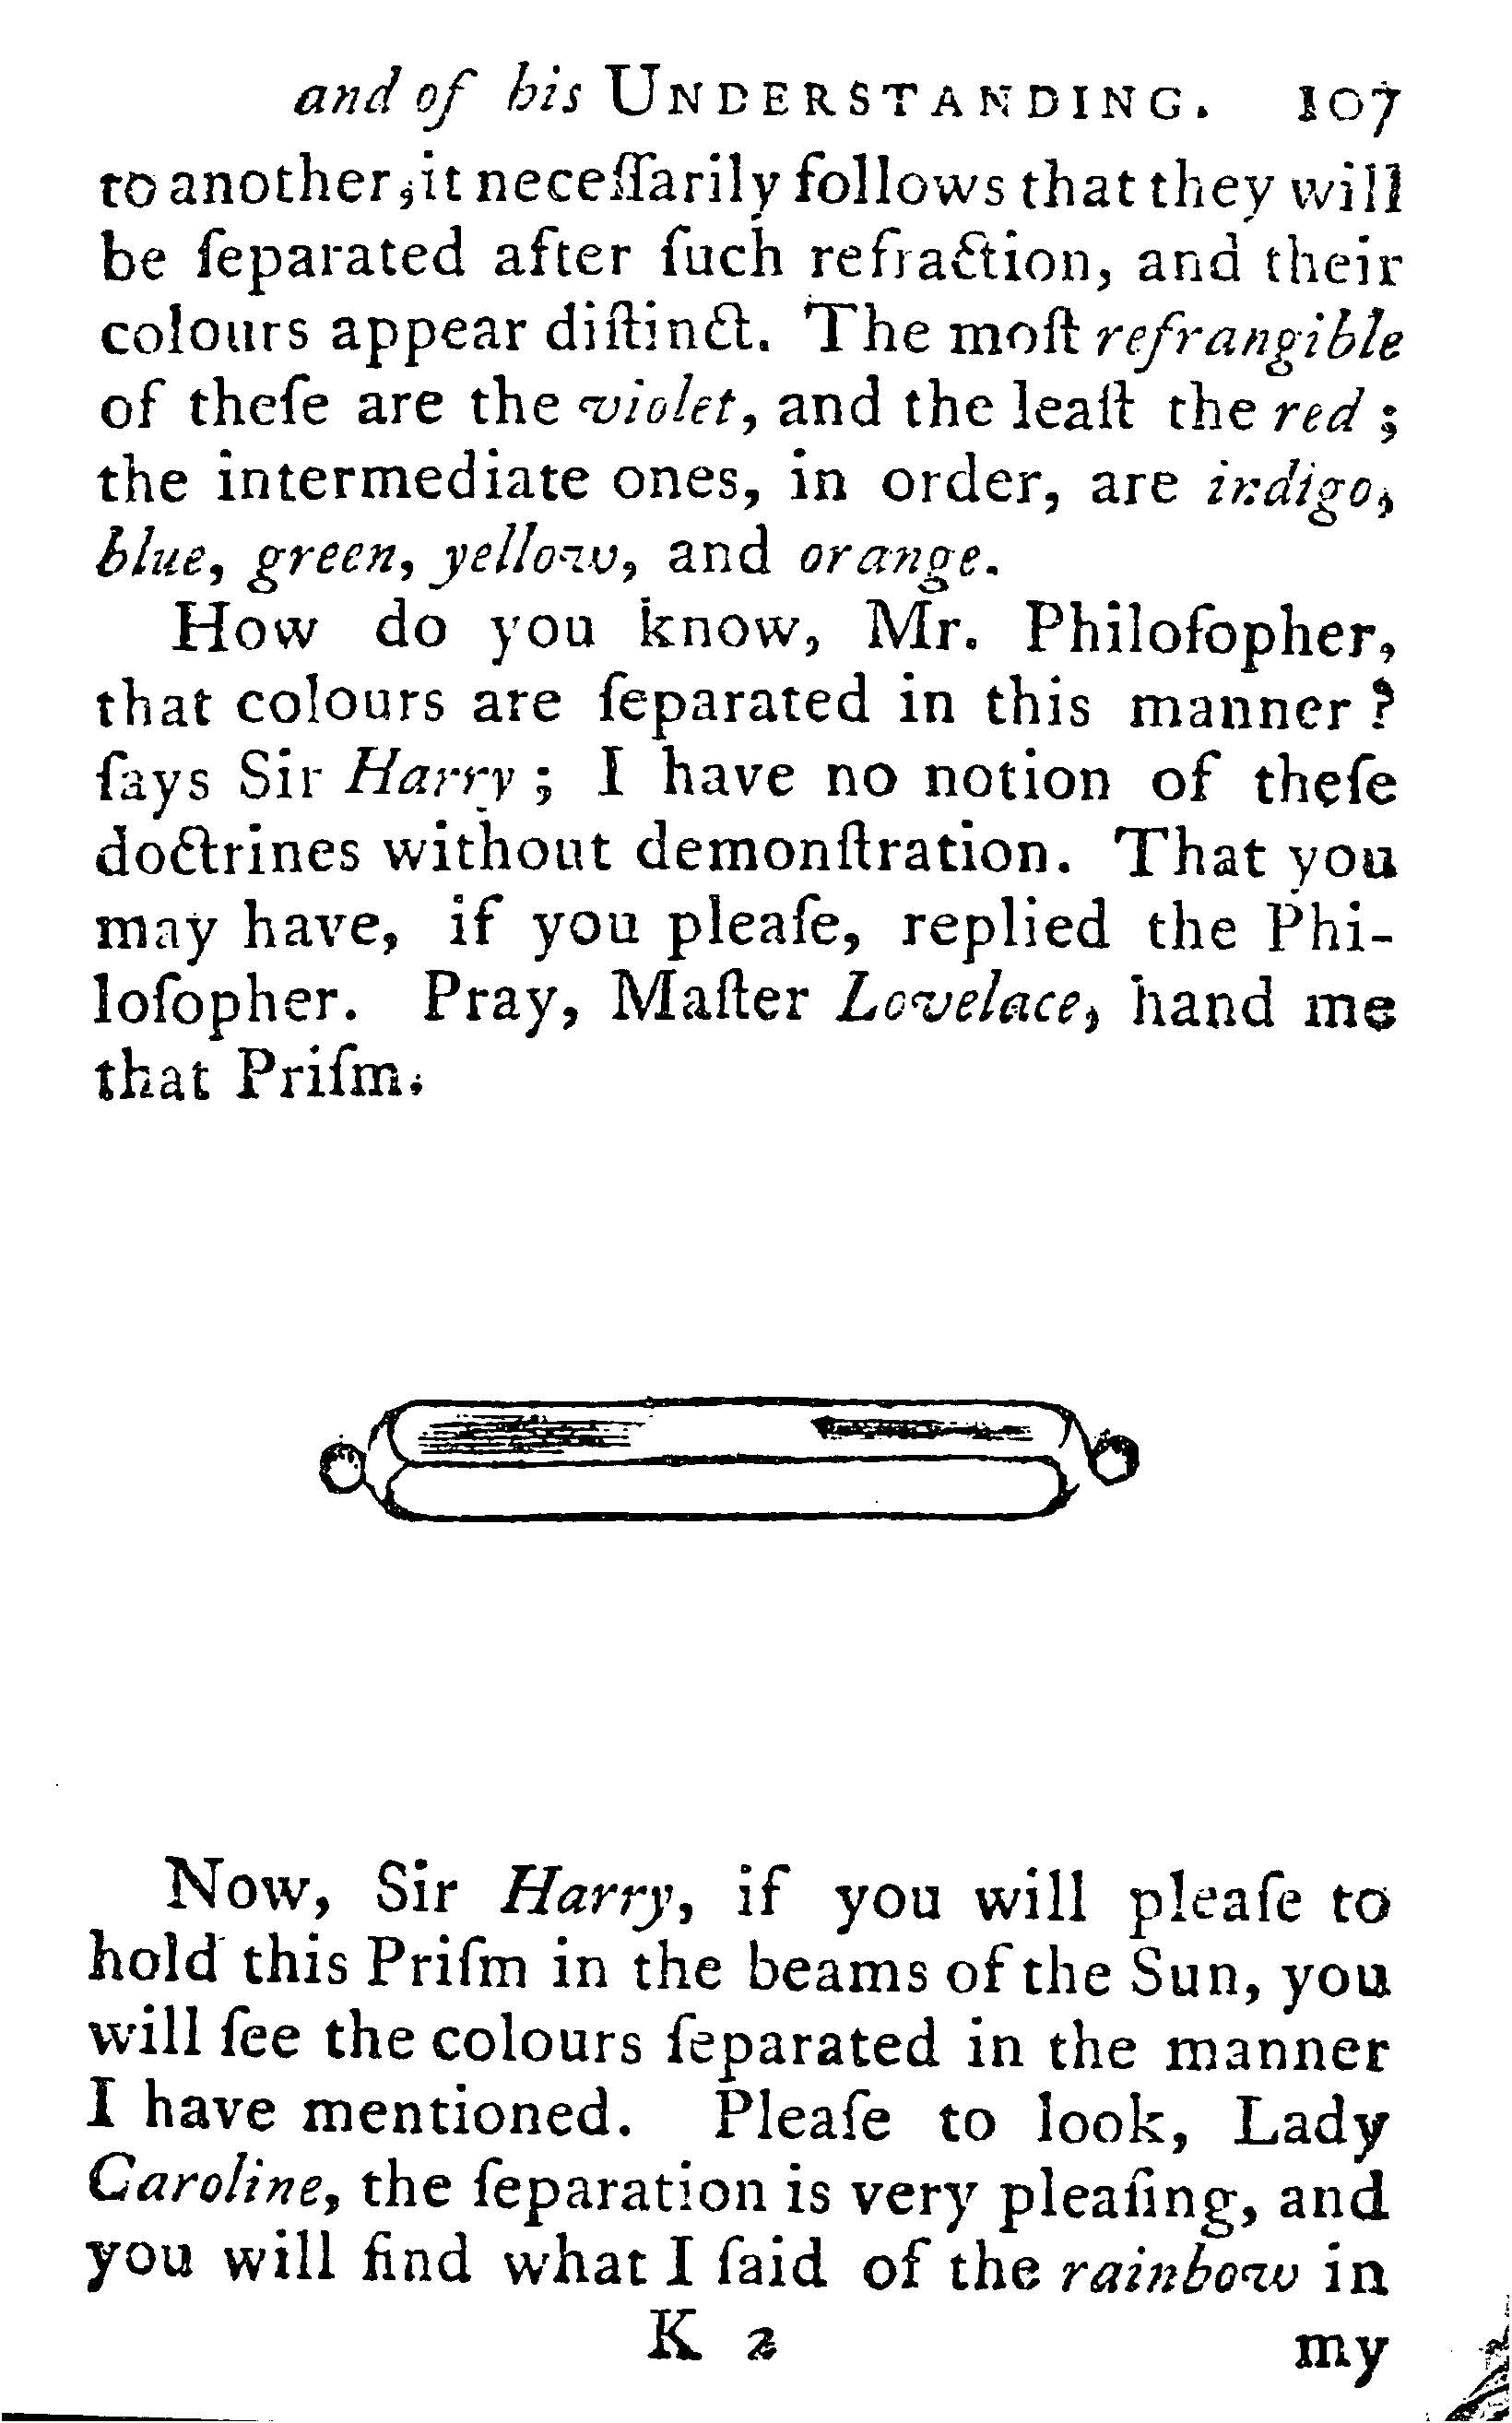 and of his UNDERSTANDING. 107
to another, it neceſſarily follows that they will
be ſeparated after ſuch refraction, and their
colours appear diſtinct. The moſt refrangible
of theſe are the violet, and the leaſt the red ;
the intermediate ones, in order, are indigo,
blue, green, yellow, and orange.
How do you know, Mr. Philoſopher,
that colours are ſeparated in this manner ?
ſays Sir Harry ; I have no notion of theſe
doctrines without demonſtration. That you
may have, if you pleaſe, replied the Phi-
loſopher. Pray, Maſter Lovelace, hand me
that Priſm.
Now, Sir Harry, if you will pleaſe to
hold this Priſm in the beams of the Sun, you
will ſee the colours ſeparated in the manner
I have mentioned. Pleaſe to look, Lady
Caroline, the ſeparation is very pleaſing, and
you will find what I ſaid of the rainbow in
K 2 my